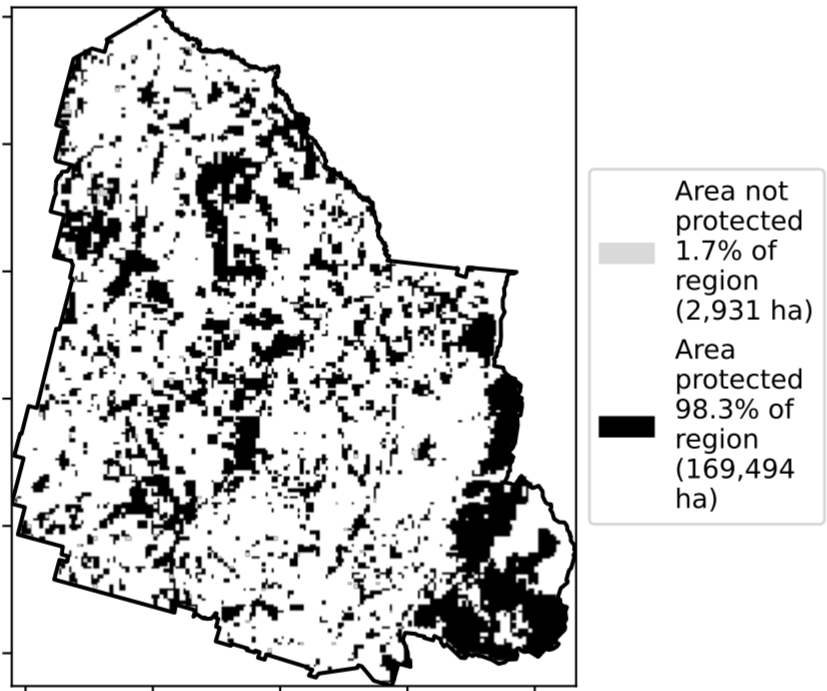 Area not
protected
1.7% of
region
(2,931 ha)
Area
protected
98.3% of
region
(169,494
ha)